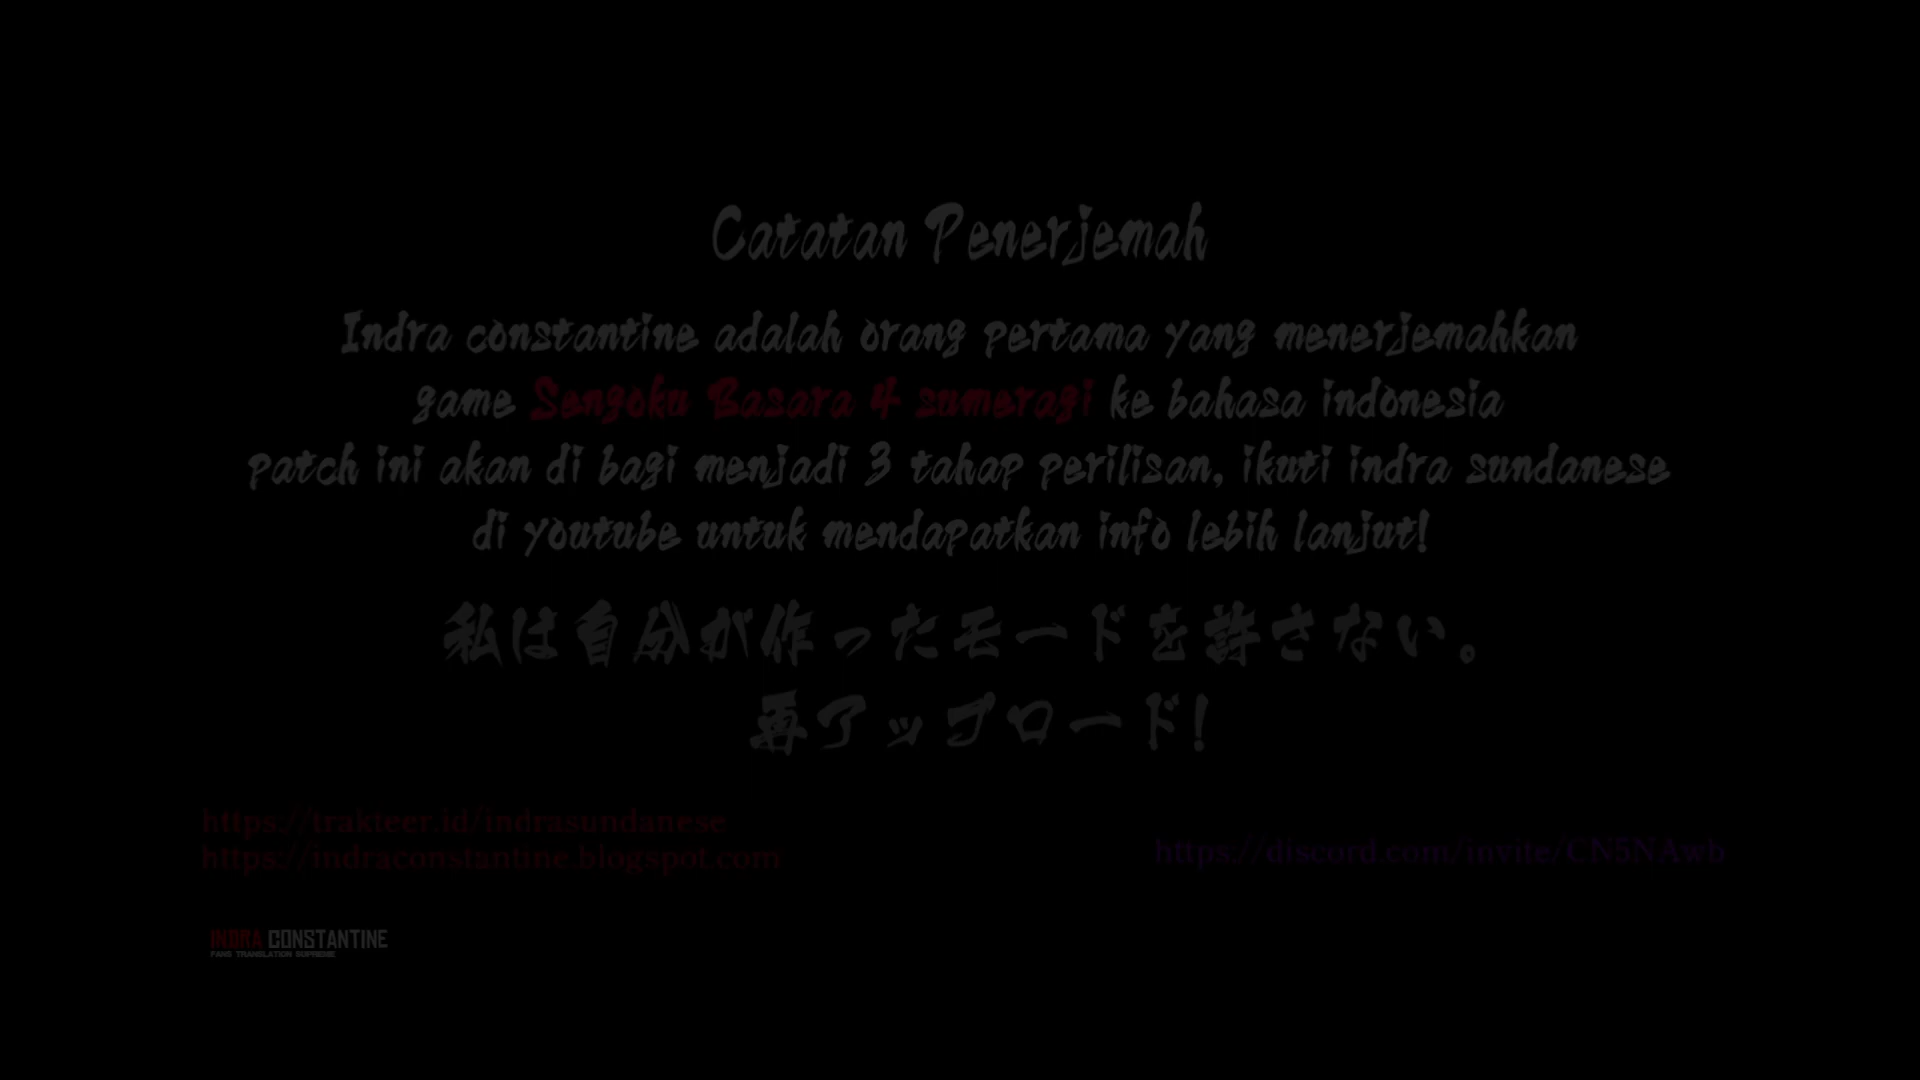 Catatan Penerjemah
Indra constantine adalah orang pertama yang menerjemahkan
game Sengoku Basara 4 sumeragi ke bahasa indonesia
patch ini akan di bagi menjadi 3 tahap perilisan, ikuti indra sundanese
di youtube untuk mendapatkan info lebih lanjut!
私は自分が作ったモードを許さない。
再アップロード!
https://trakteer.id/indrasundanese
https://indraconstantine.blogspot.com
https://discord.com/invite/CN5NAwb
INDRA CONSTANTINE
FANS TRANSLATION SUPREME